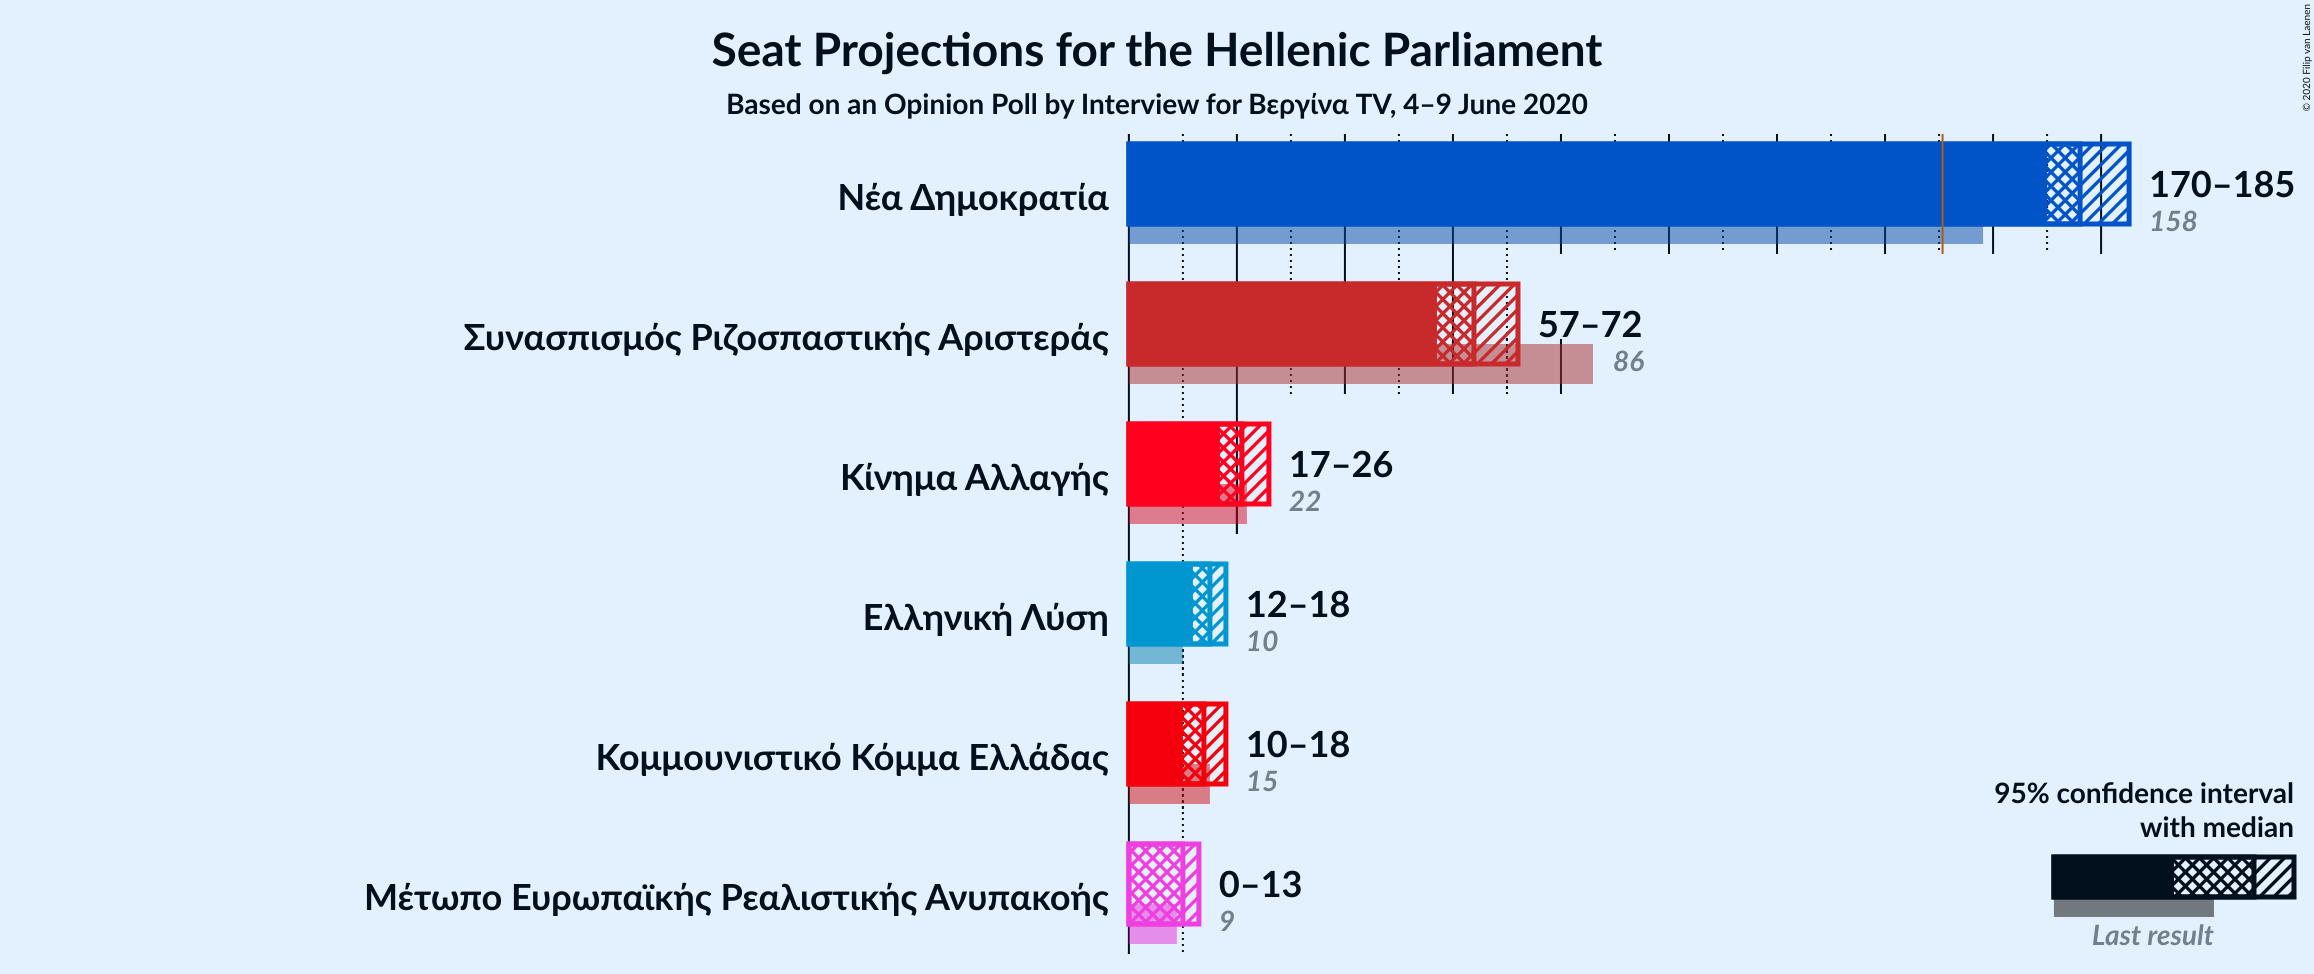 Seat Projections for the Hellenic Parliament
Based on an Opinion Poll by Interview for Βεργίνα TV, 4–9 June 2020
© 2020 Filip van Laenen
Νέα Δημοκρατία
170–185
158
Συνασπισμός Ριζοσπαστικής Αριστεράς
57–72
86
Κίνημα Αλλαγής
17–26
22
Ελληνική Λύση
12–18
10
Κομμουνιστικό Κόμμα Ελλάδας
10–18
15
Μέτωπο Ευρωπαϊκής Ρεαλιστικής Ανυπακοής
0–13
9
95% confidence interval
with median
Last result